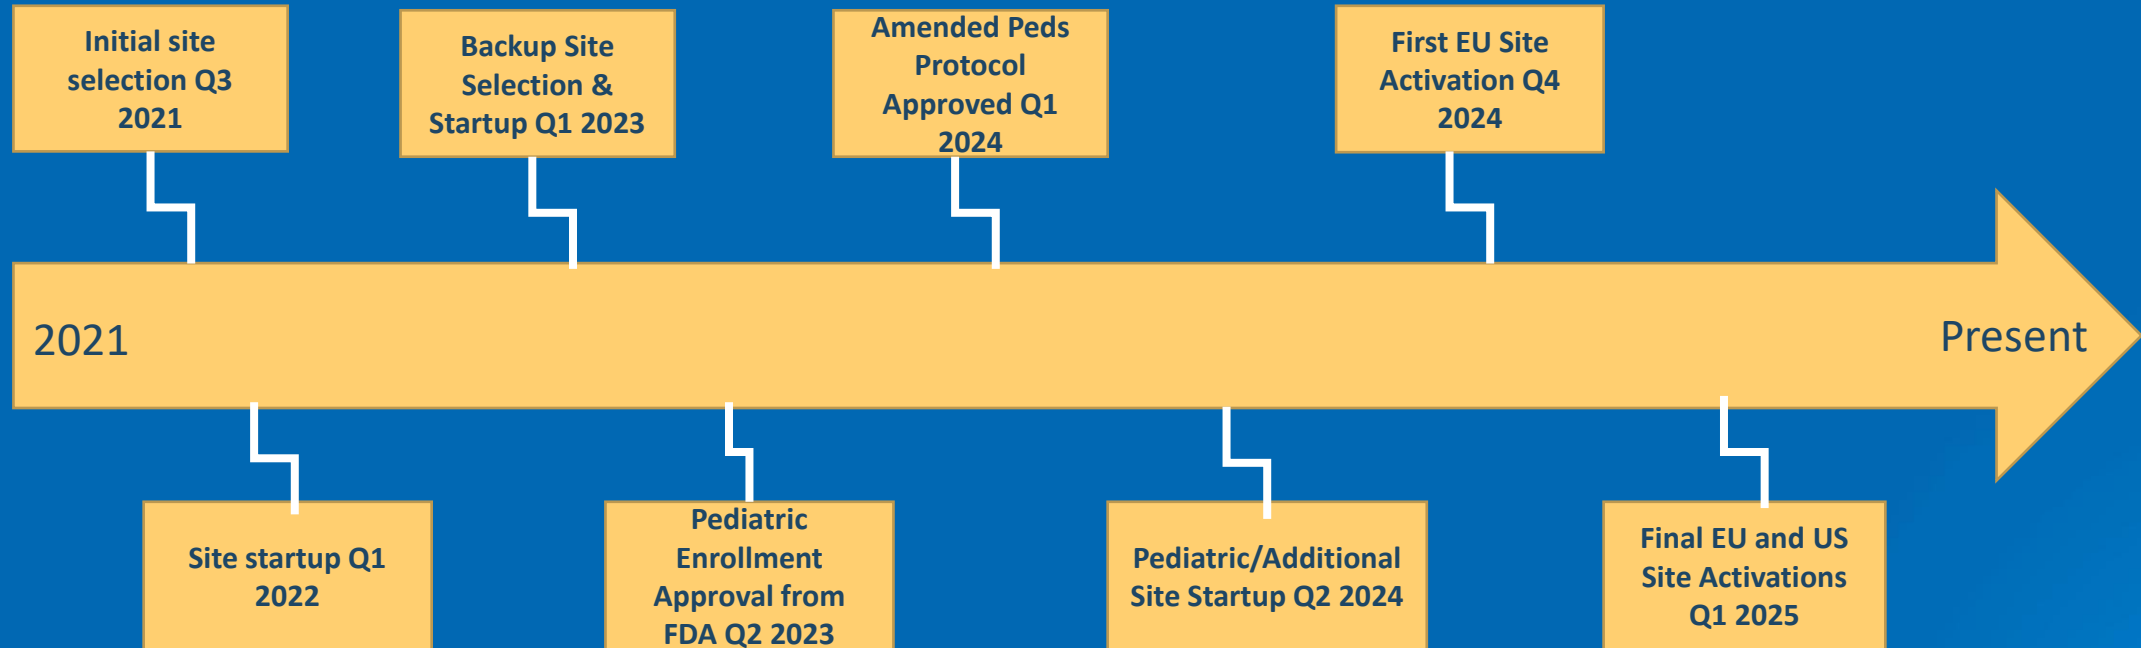 Initial site
selection Q3
2021
Backup Site
Selection &
Startup Q1 2023
Amended Peds
Protocol
Approved Q1
2024
First EU Site
Activation Q4
2024
2021
Present
Site startup Q1
2022
Pediatric
Enrollment
Approval from
FDA Q2 2023
Pediatric/Additional
Site Startup Q2 2024
Final EU and US
Site Activations
Q1 2025